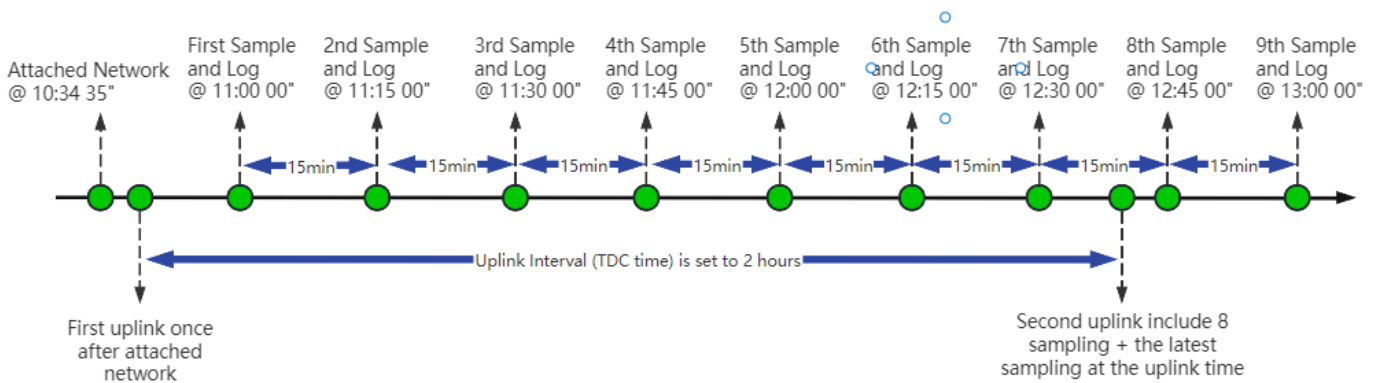 Attached Network
@ 10:34 35"
First Sample
and Log
@ 11:00 00"
2nd Sample
and Log
@ 11:15 00"
3rd Sample
and Log
@ 11:30 00"
4th Sample
and Log
@ 11:45 00"
5th Sample
and Log
@ 12:00 00"
6th Sample
and Log
@ 12:15 00"
7th Sample
and Log
@ 12:30 00"
8th Sample
and Log
@ 12:45 00"
9th Sample
and Log
@ 13:00 00"
15min
15min
15min
15min
15min
15min
15min
15min
Uplink Interval (TDC time) is set to 2 hours
First uplink once
after attached
network
Second uplink include 8
sampling + the latest
sampling at the uplink time